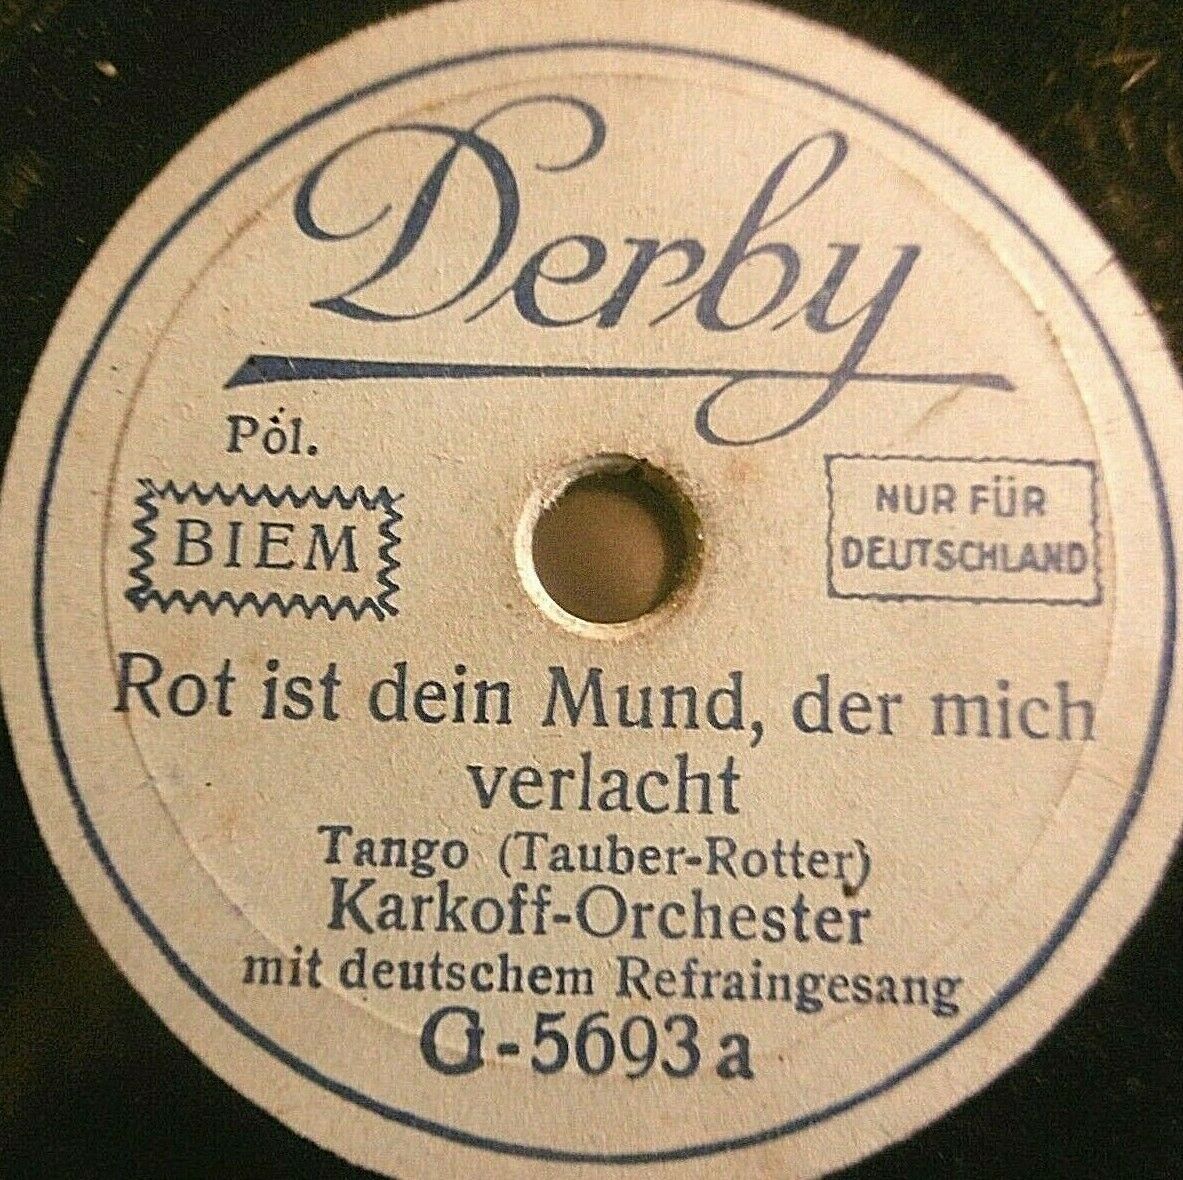 Derby
Pól.
BIEM
NUR FÜR
DEUTSCHLAND
Rot ist dein Mund, der mich
verlacht
Tango (Tauber-Rotter)
Karkoff-Orchester
mit deutschem Refraingesang
G-5693a